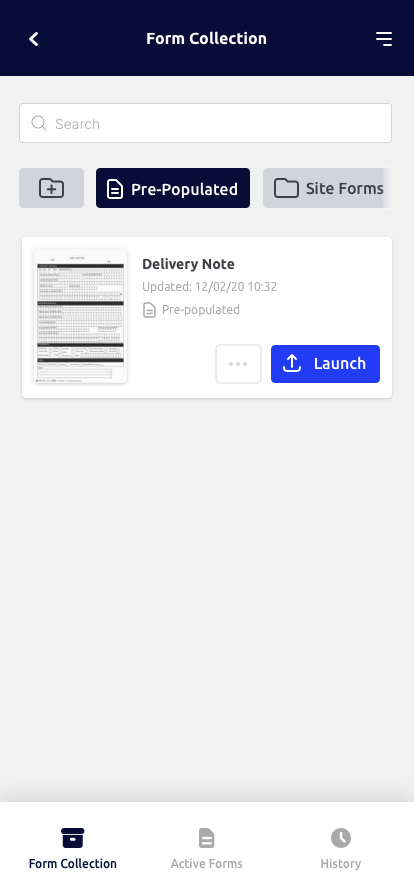 Form Collection
Search
Pre-Populated
Site Forms
Delivery Note
Updated: 12/02/20 10:32
Pre-populated
Launch
Form Collection
Active Forms
History